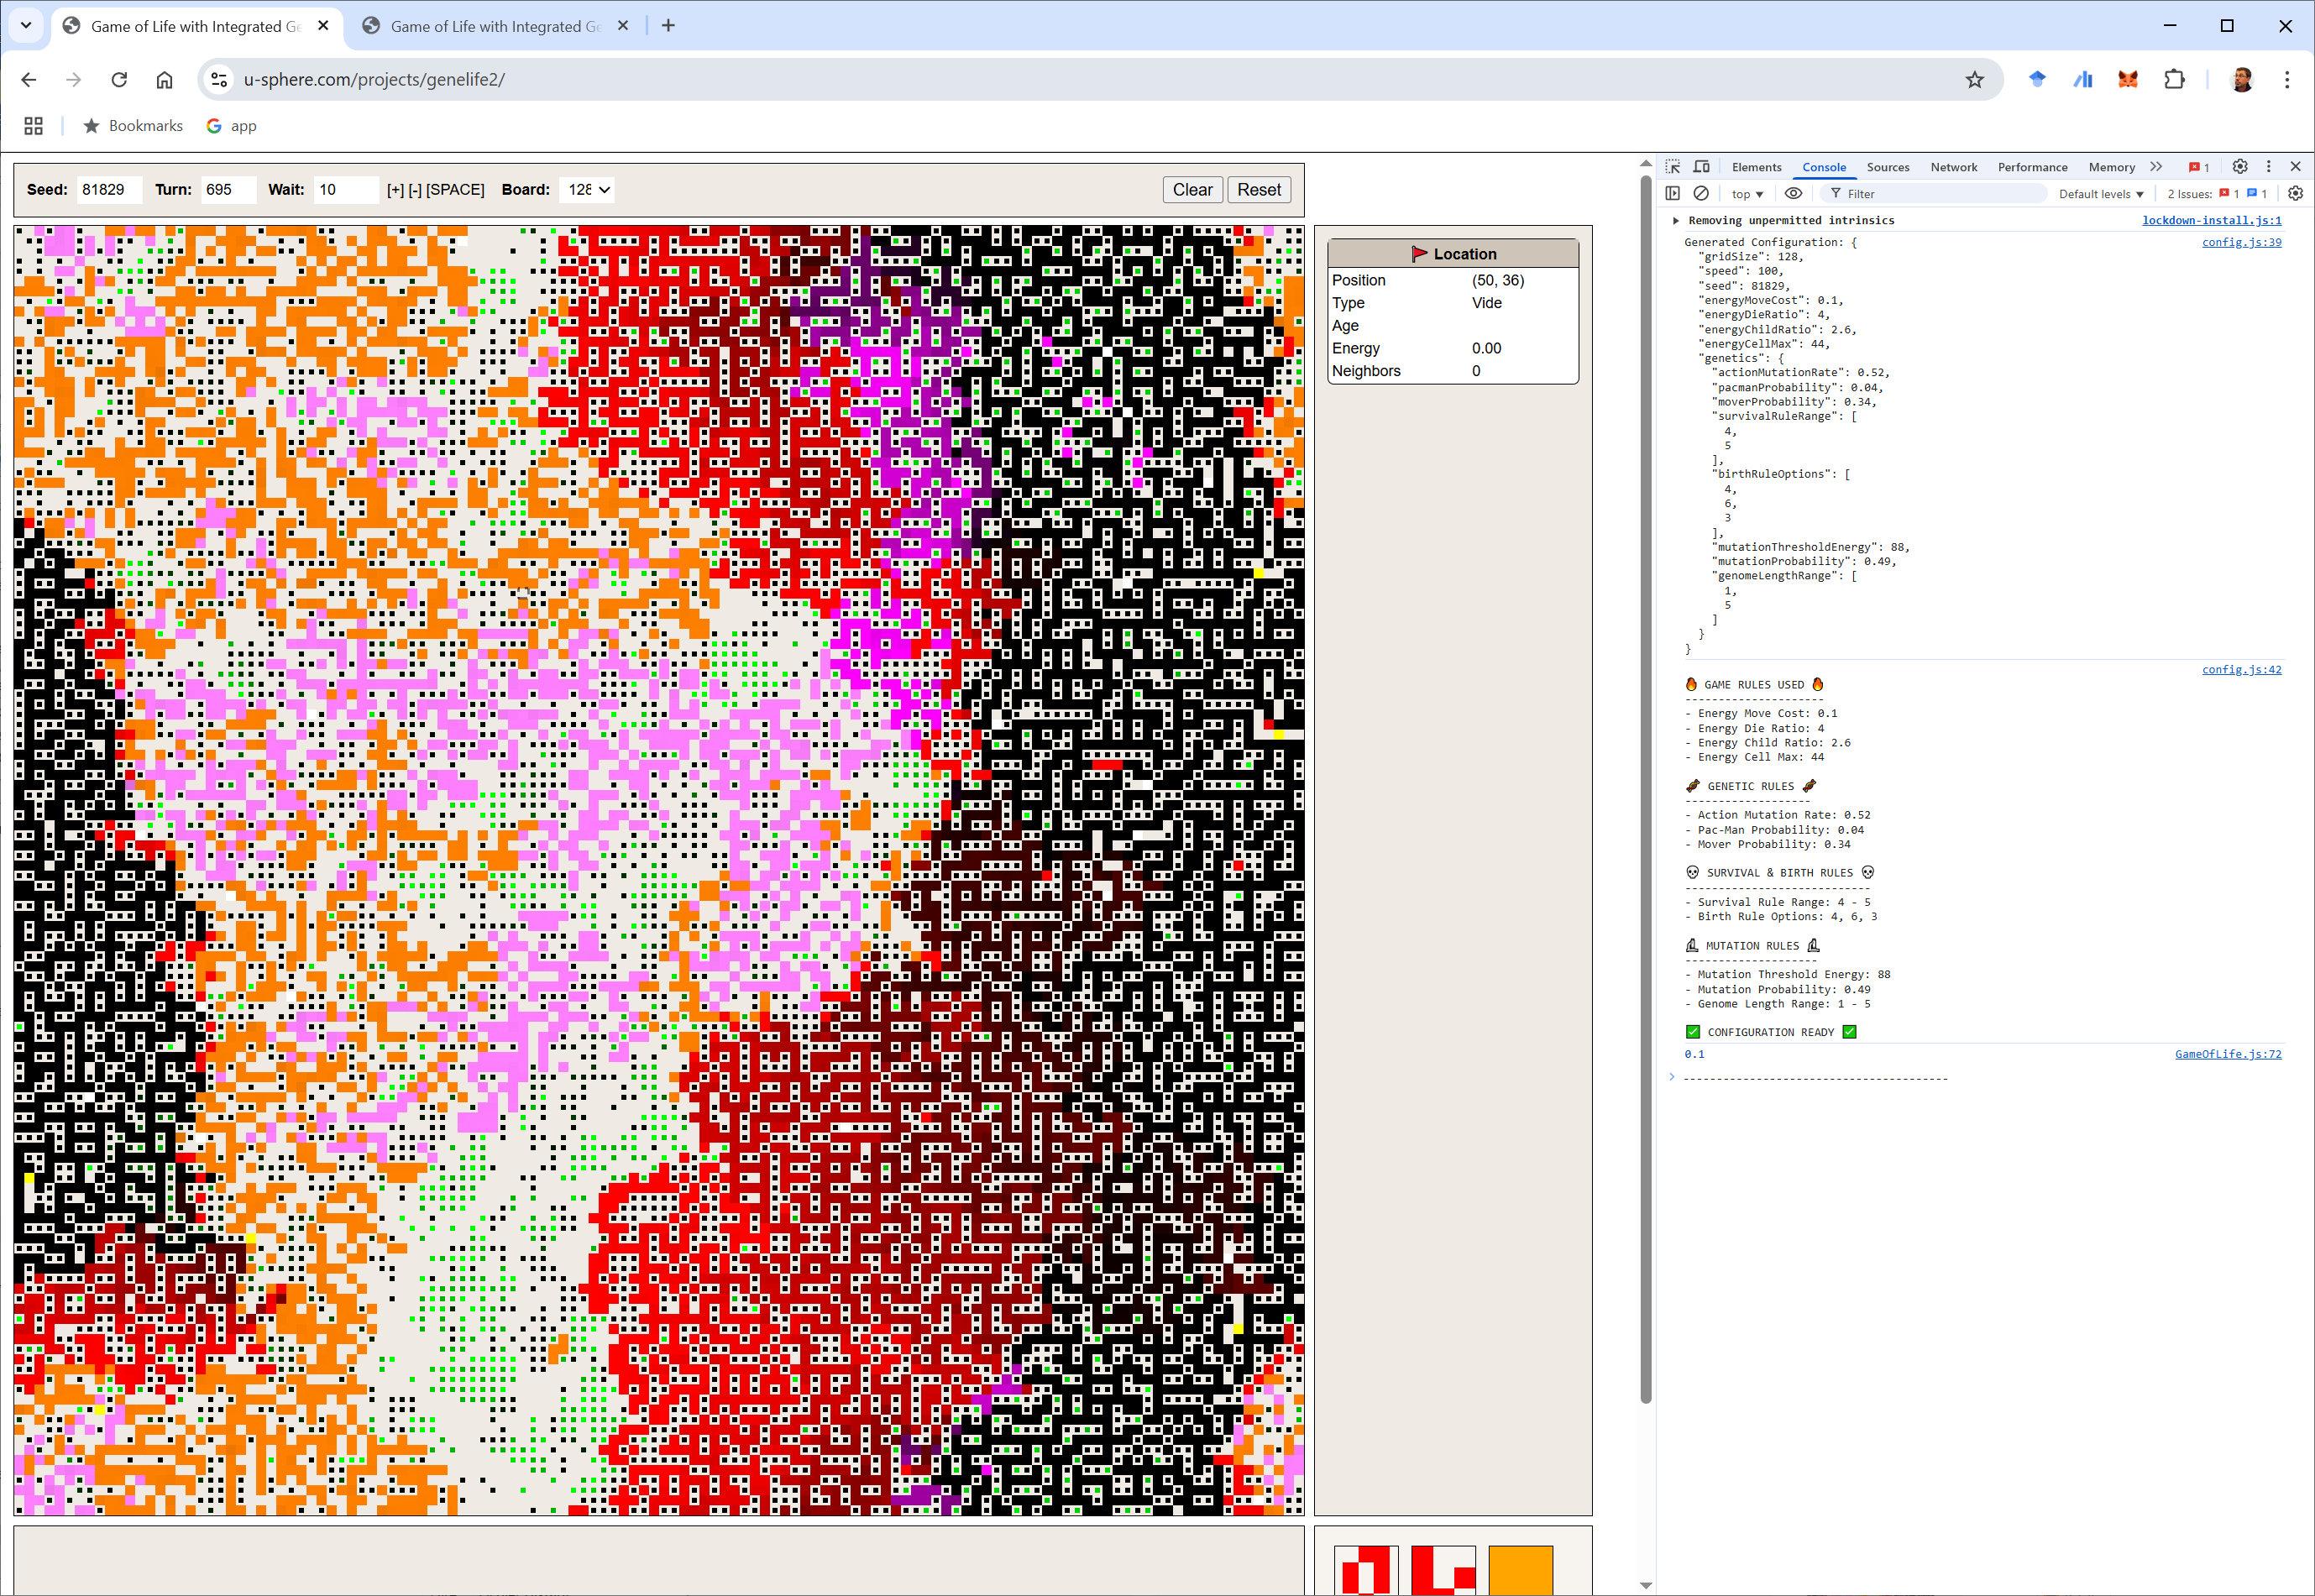 Game of Life with Integrated Ge
Game of Life with Integrated Ge
u-sphere.com/projects/genelife2/
Bookmarks
app
Seed: 81829 Turn: 695 Wait: 10 [+] [-] [SPACE] Board: 128
Clear Reset
Location
Position (50, 36)
Type Vide
Age
Energy 0.00
Neighbors 0
Elements Console Sources Network Performance Memory 1
top Filter Default levels 2 Issues: 1 1
Removing unpermitted intrinsics lockdown-install.js:1
Generated Configuration: { config.js:39
"gridSize": 128,
"speed": 100,
"seed": 81829,
"energyMoveCost": 0.1,
"energyDieRatio": 4,
"energyChildRatio": 2.6,
"energyCellMax": 44,
"genetics": {
"actionMutationRate": 0.52,
"pacmanProbability": 0.04,
"moverProbability": 0.34,
"survivalRuleRange": [
4,
5
],
"birthRuleOptions": [
4,
6,
3
],
"mutationThresholdEnergy": 88,
"mutationProbability": 0.49,
"genomeLengthRange": [
1,
5
]
}
}
config.js:42
🔥 GAME RULES USED 🔥
---------------------
- Energy Move Cost: 0.1
- Energy Die Ratio: 4
- Energy Child Ratio: 2.6
- Energy Cell Max: 44
🧬 GENETIC RULES 🧬
-------------------
- Action Mutation Rate: 0.52
- Pac-Man Probability: 0.04
- Mover Probability: 0.34
💀 SURVIVAL & BIRTH RULES 💀
----------------------------
- Survival Rule Range: 4 - 5
- Birth Rule Options: 4, 6, 3
🔬 MUTATION RULES 🔬
--------------------
- Mutation Threshold Energy: 88
- Mutation Probability: 0.49
- Genome Length Range: 1 - 5
✅ CONFIGURATION READY ✅
0.1 GameOfLife.js:72
----------------------------------------